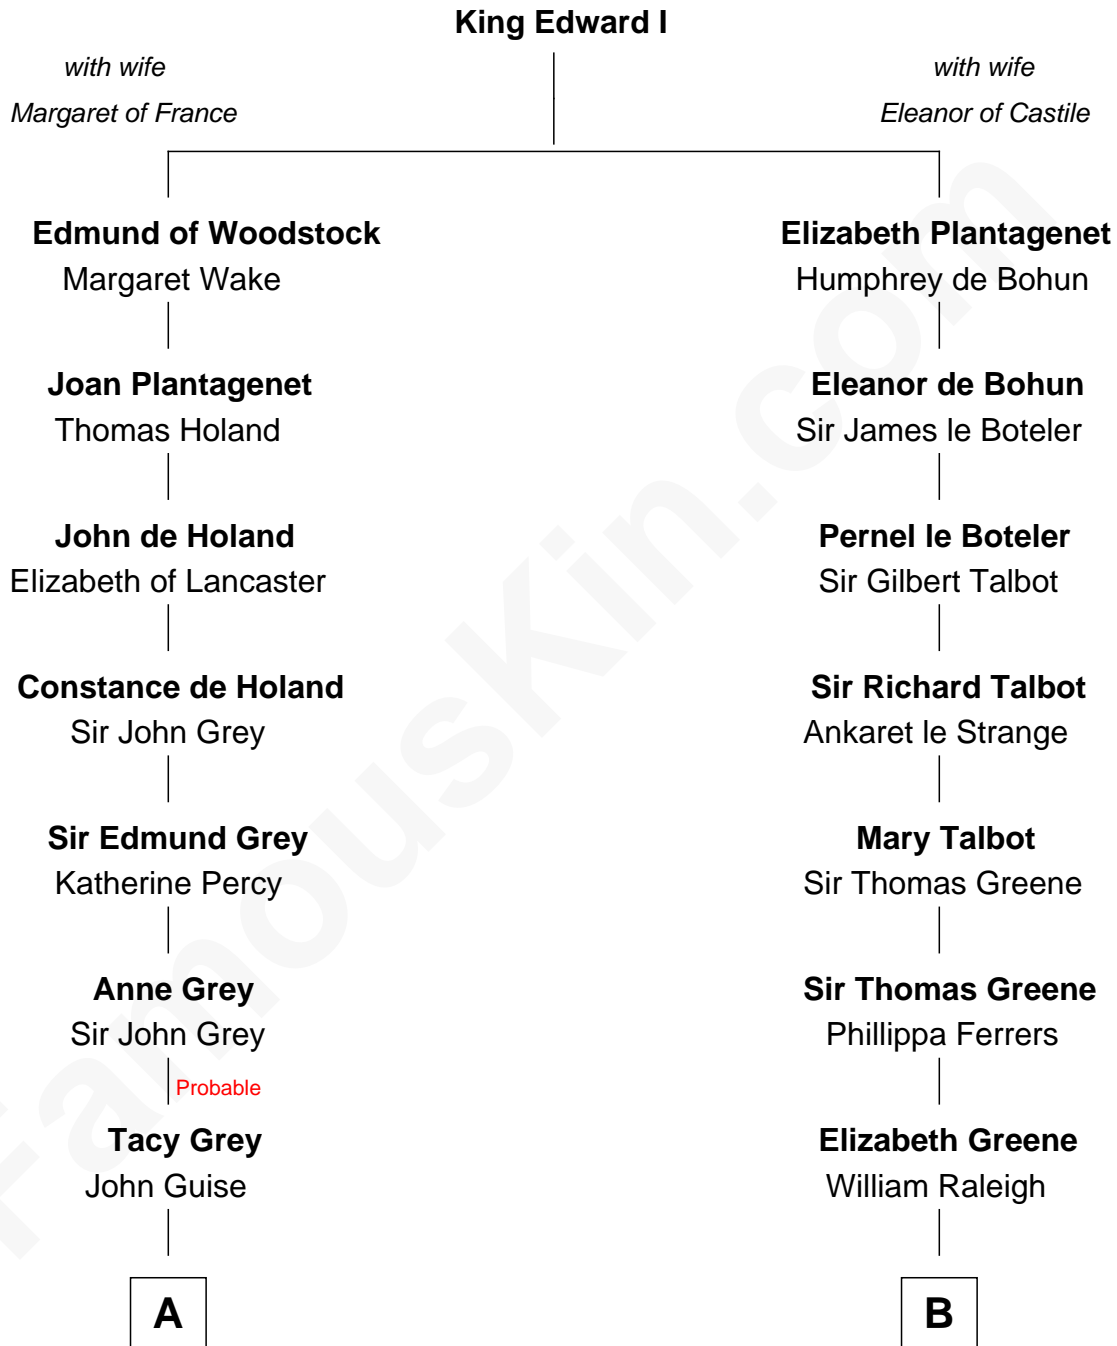 King Edward I
with wife
Margaret of France
with wife
Eleanor of Castile
Edmund of Woodstock
Margaret Wake
Joan Plantagenet
Thomas Holand
John de Holand
Elizabeth of Lancaster
Constance de Holand
Sir John Grey
Sir Edmund Grey
Katherine Percy
Anne Grey
Sir John Grey
Probable
Tacy Grey
John Guise
A
Elizabeth Plantagenet
Humphrey de Bohun
Eleanor de Bohun
Sir James le Boteler
Pernel le Boteler
Sir Gilbert Talbot
Sir Richard Talbot
Ankaret le Strange
Mary Talbot
Sir Thomas Greene
Sir Thomas Greene
Phillippa Ferrers
Elizabeth Greene
William Raleigh
B
FamousKin.com